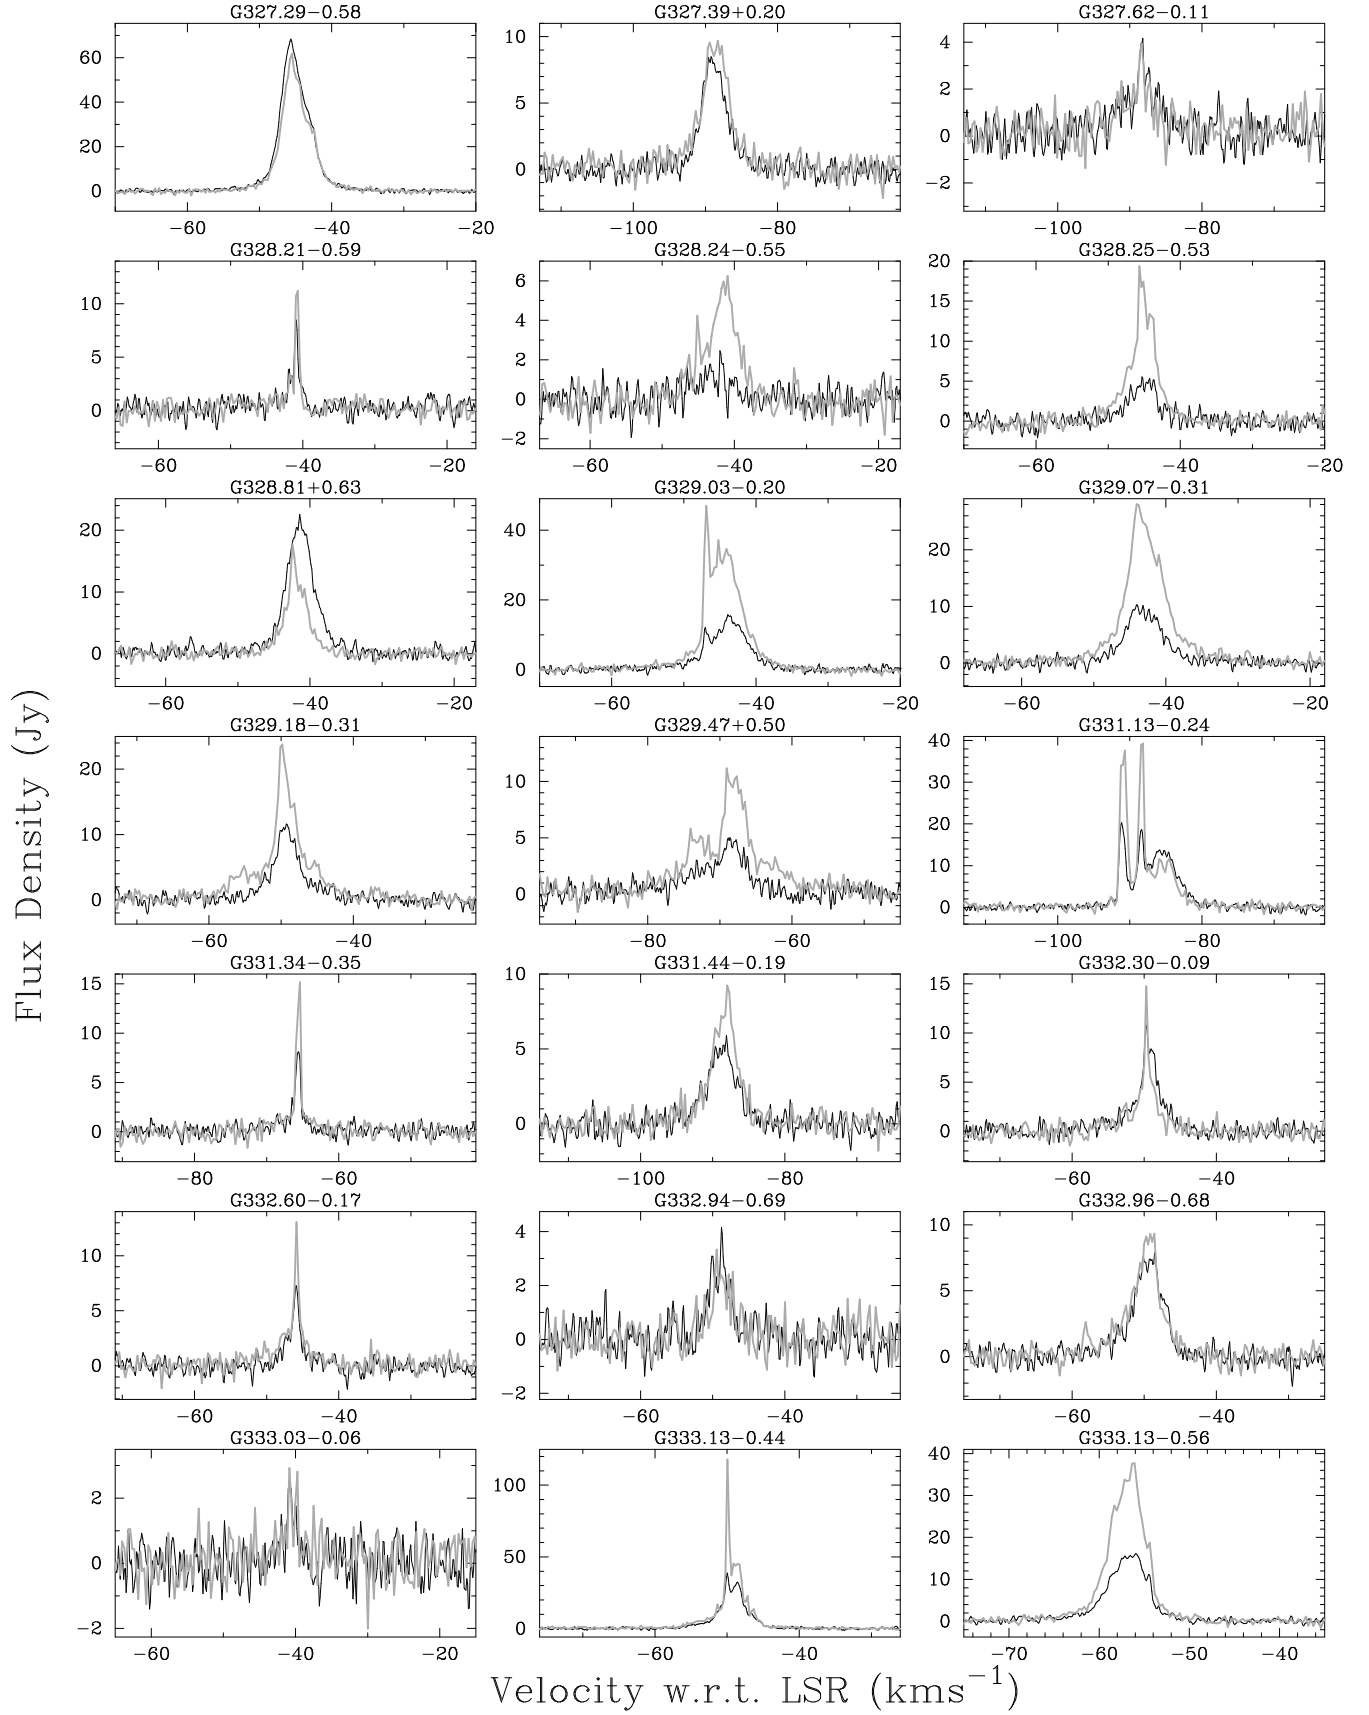 G327.29−0.58 G327.39+0.20 G327.62−0.11
60 40 20 0 10 5 0 4 2 0 −2
−60 −40 −20 −100 −80 −100 −80
G328.21−0.59 G328.24−0.55 G328.25−0.53
10 5 0 6 4 2 0 −2 20 15 10 5 0
−60 −40 −20 −60 −40 −20 −60 −40 −20
G328.81+0.63 G329.03−0.20 G329.07−0.31
20 10 0 40 20 0 20 10 0
−60 −40 −20 −60 −40 −20 −60 −40 −20
G329.18−0.31 G329.47+0.50 G331.13−0.24
20 10 0 10 5 0 40 30 20 10 0
−60 −40 −80 −60 −100 −80
G331.34−0.35 G331.44−0.19 G332.30−0.09
15 10 5 0 10 5 0 15 10 5 0
−80 −60 −100 −80 −60 −40
G332.60−0.17 G332.94−0.69 G332.96−0.68
10 5 0 4 2 0 −2 10 5 0
−60 −40 −60 −40 −60 −40
G333.03−0.06 G333.13−0.44 G333.13−0.56
2 0 −2 100 50 0 40 30 20 10 0
−60 −40 −20 −60 −40 −70 −60 −50 −40
Flux Density (Jy)
Velocity w.r.t. LSR (kms−1)